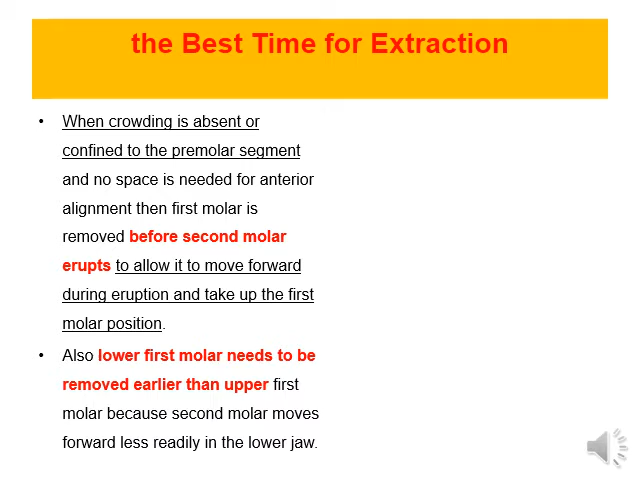 the Best Time for Extraction
• When crowding is absent or
confined to the premolar segment
and no space is needed for anterior
alignment then first molar is
removed before second molar
erupts to allow it to move forward
during eruption and take up the first
molar position.
• Also lower first molar needs to be
removed earlier than upper first
molar because second molar moves
forward less readily in the lower jaw.